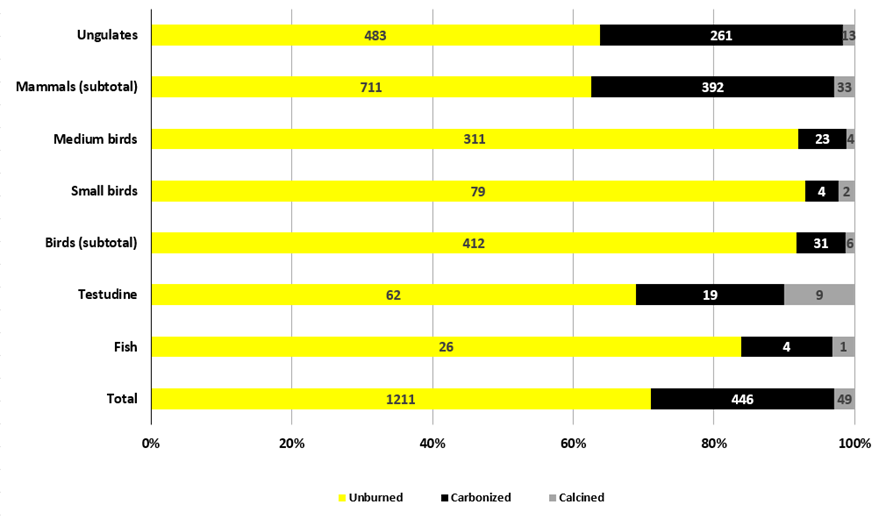 Ungulates 483 261 13
Mammals (subtotal) 711 392 33
Medium birds 311 23 4
Small birds 79 4 2
Birds (subtotal) 412 31 6
Testudine 62 19 9
Fish 26 4 1
Total 1211 446 49
0% 20% 40% 60% 80% 100%
Unburned Carbonized Calcined